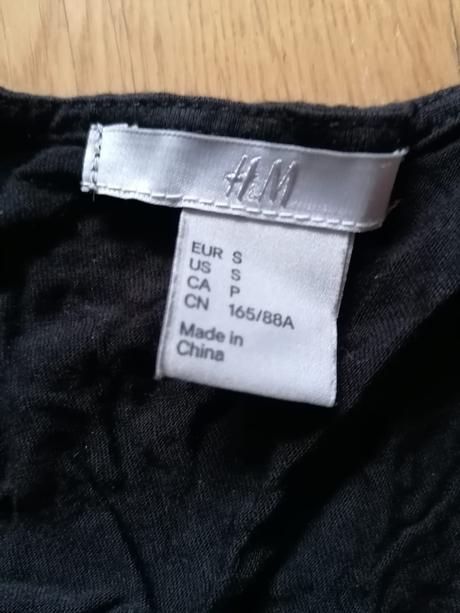 H&M
EUR S
US S
CA P
CN 165/88A
Made in
China